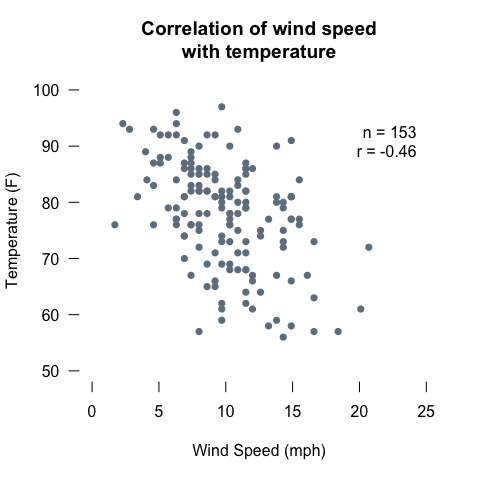 Correlation of wind speed
with temperature
100
90
80
70
60
50
Temperature (F)
n = 153
r = -0.46
0 5 10 15 20 25
Wind Speed (mph)